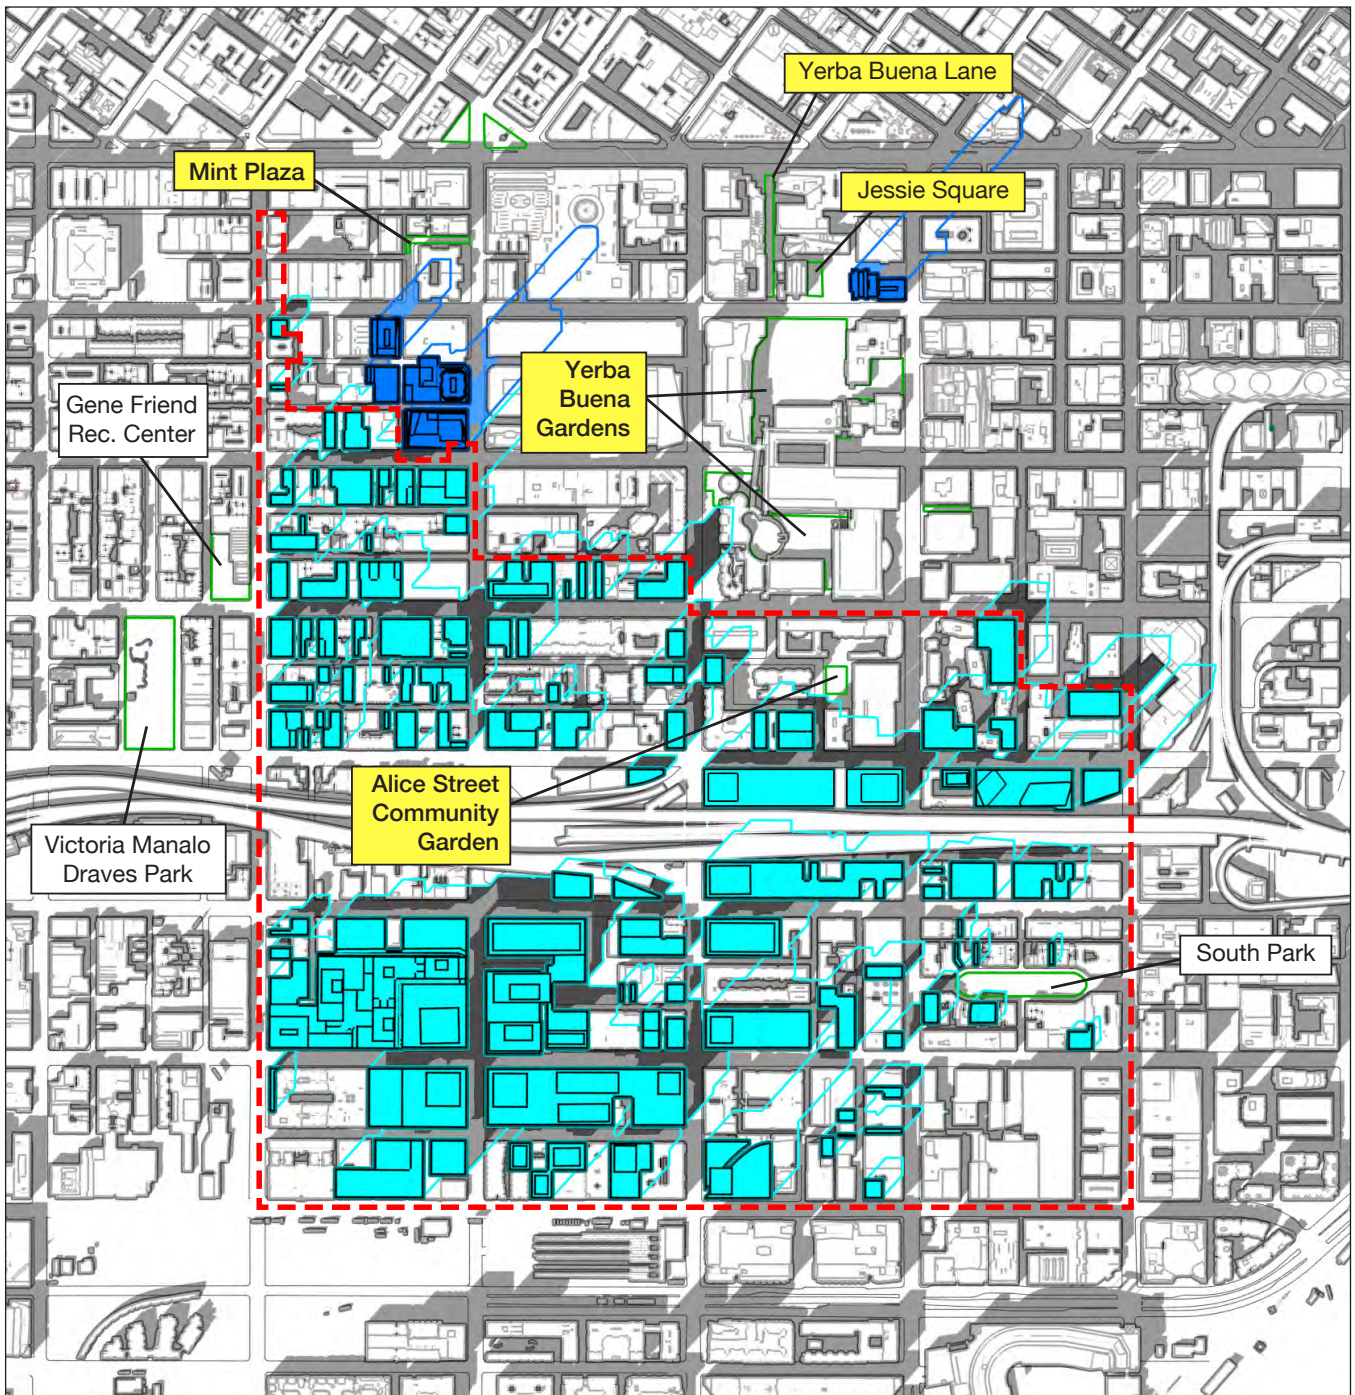 Yerba Buena Lane
Mint Plaza
Jessie Square
Yerba
Buena
Gardens
Gene Friend
Rec. Center
Alice Street
Community
Garden
Victoria Manalo
Draves Park
South Park